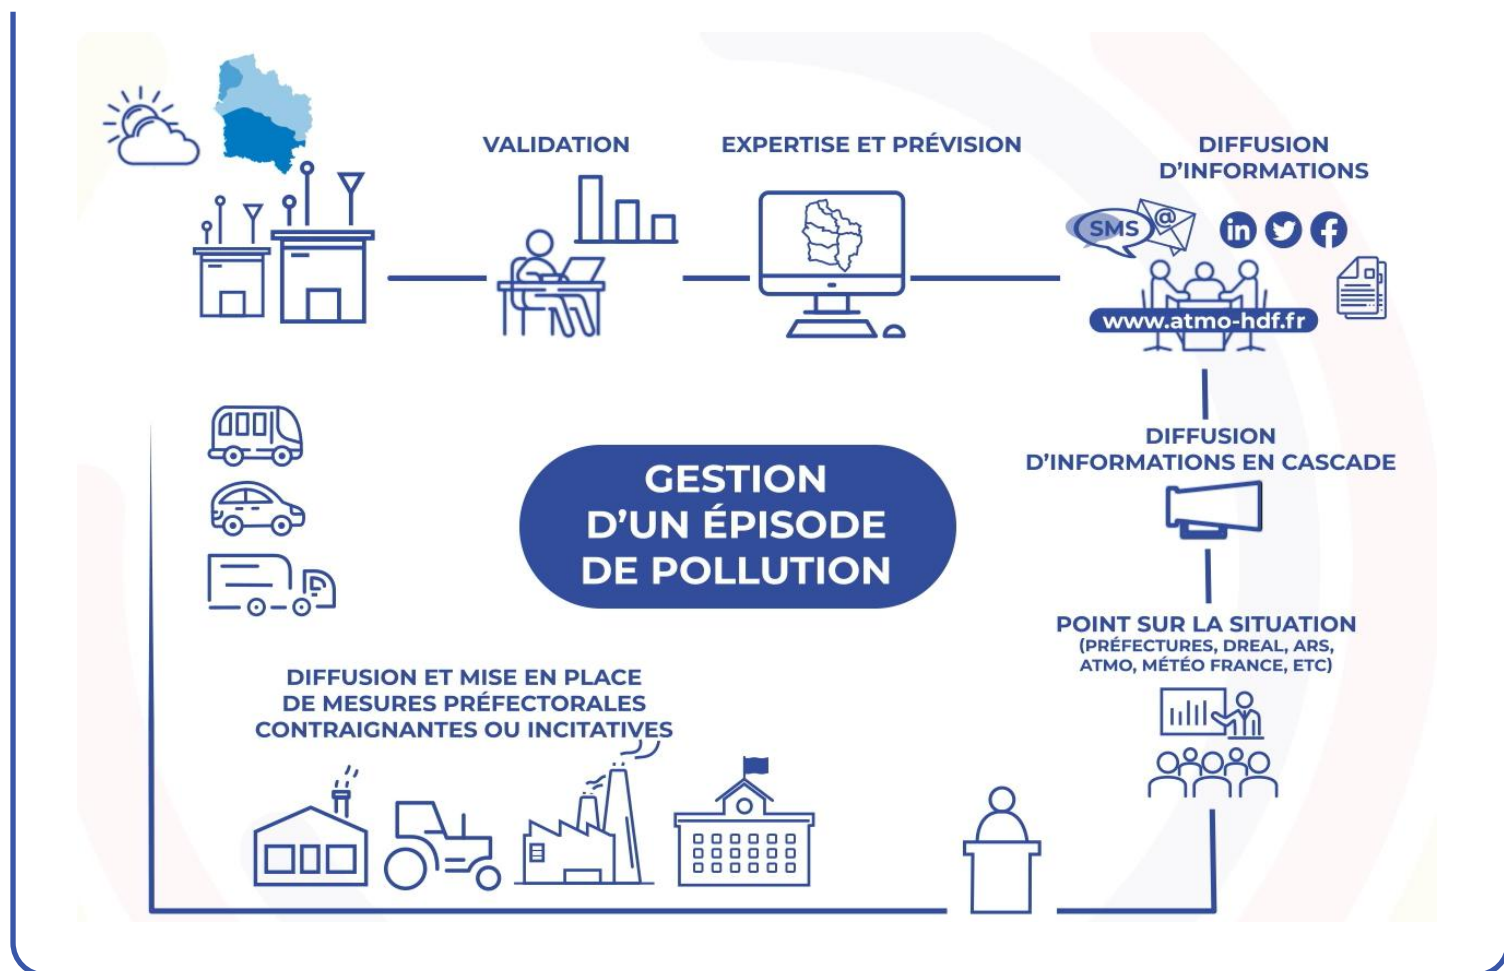 VALIDATION
EXPERTISE ET PRÉVISION
DIFFUSION
D'INFORMATIONS
SMS
@
in
www.atmo-hdf.fr
DIFFUSION
D'INFORMATIONS EN CASCADE
GESTION
D'UN ÉPISODE
DE POLLUTION
POINT SUR LA SITUATION
(PRÉFECTURES, DREAL, ARS,
ATMO, MÉTÉO FRANCE, ETC)
DIFFUSION ET MISE EN PLACE
DE MESURES PRÉFECTORALES
CONTRAIGNANTES OU INCITATIVES